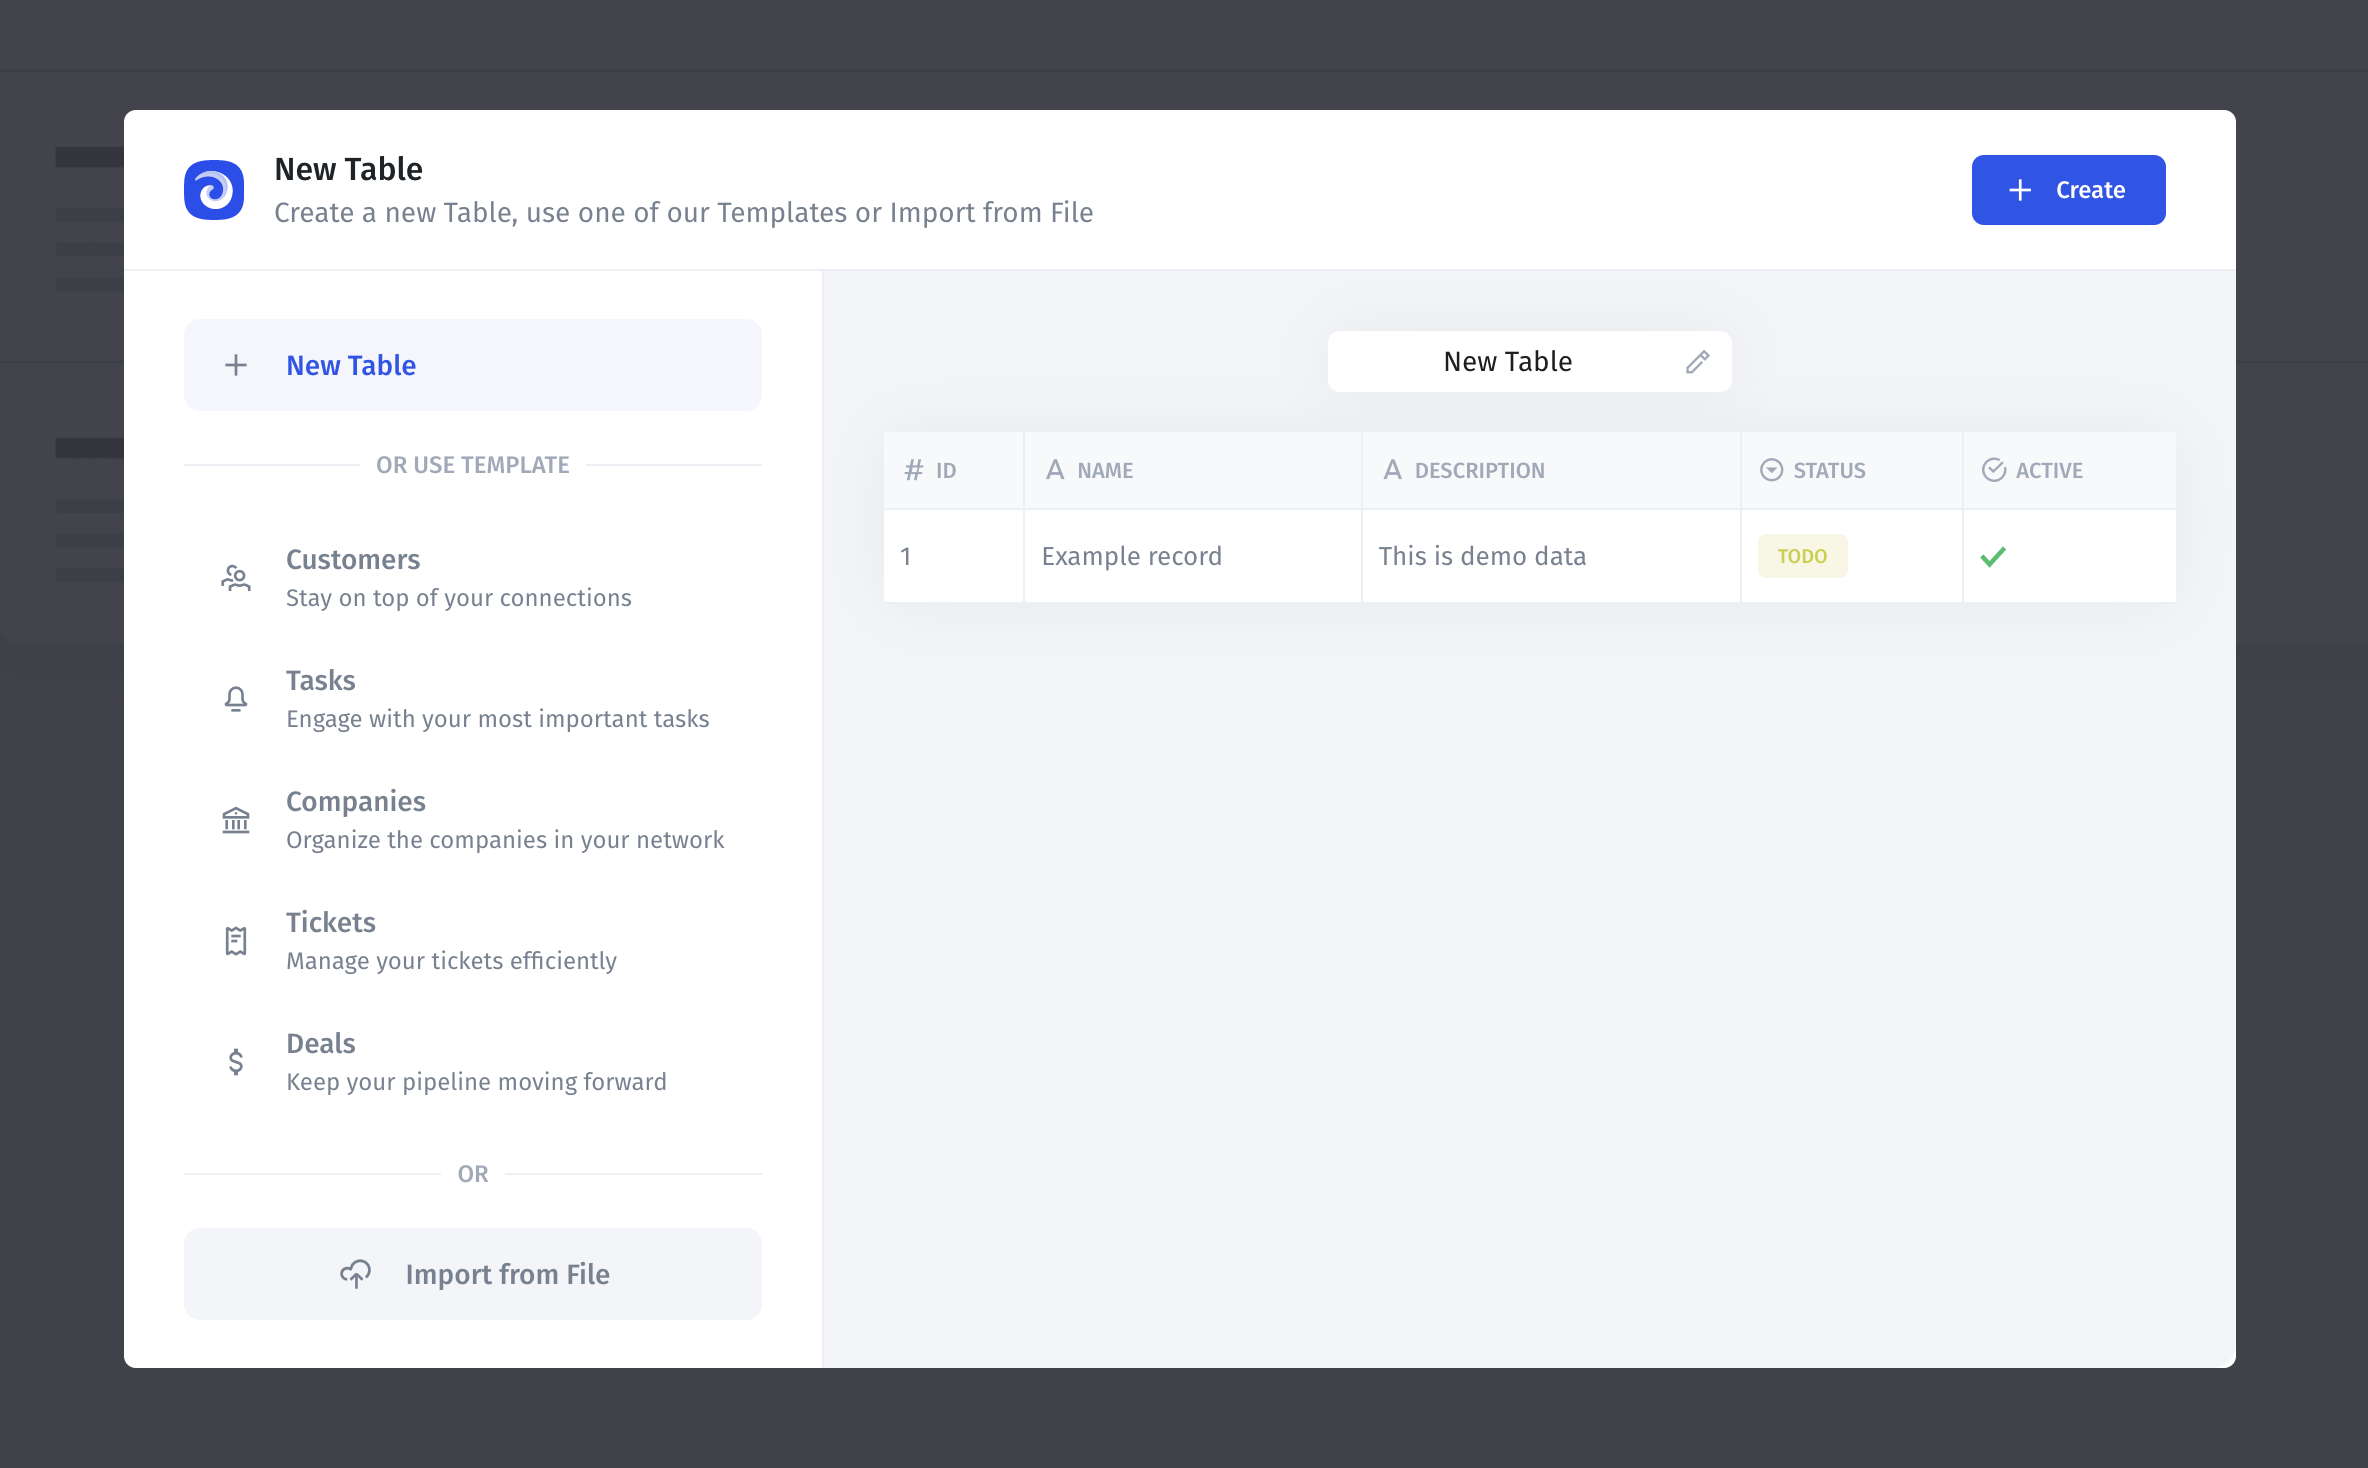 New Table
Create a new Table, use one of our Templates or Import from File
Create
New Table
OR USE TEMPLATE
Customers
Stay on top of your connections
Tasks
Engage with your most important tasks
Companies
Organize the companies in your network
Tickets
Manage your tickets efficiently
Deals
Keep your pipeline moving forward
OR
Import from File
New Table
# ID A NAME A DESCRIPTION STATUS ACTIVE
1 Example record This is demo data TODO